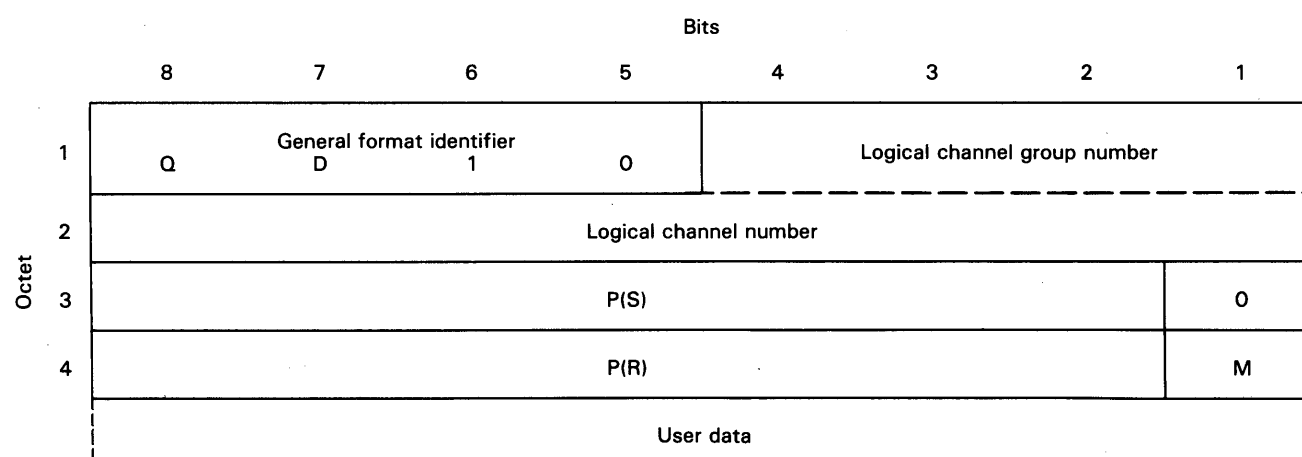 Bits
8 7 6 5 4 3 2 1
General format identifier
1 Q D 1 0 Logical channel group number
2 Logical channel number
Octet
3 P(S) 0
4 P(R) M
User data